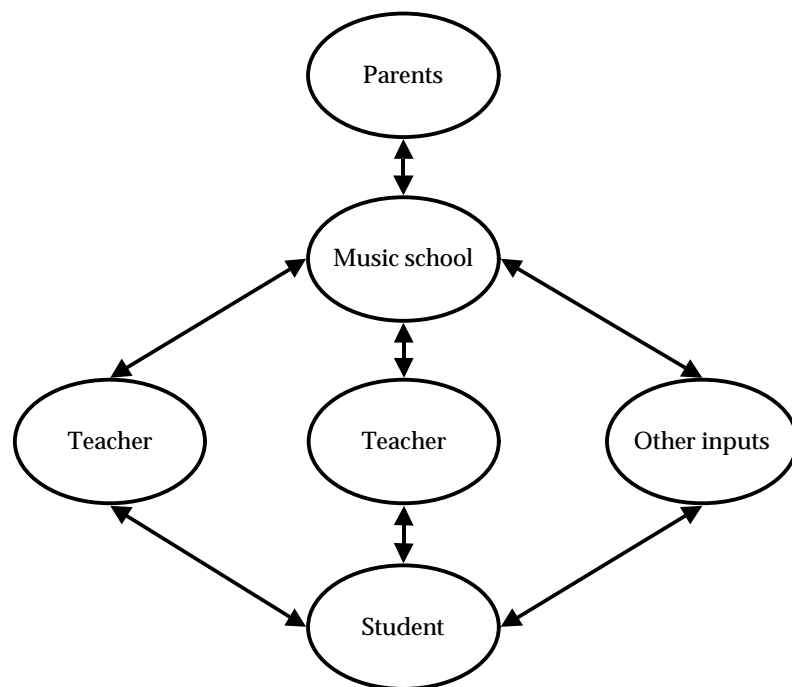 Parents
Music school
Teacher
Teacher
Other inputs
Student